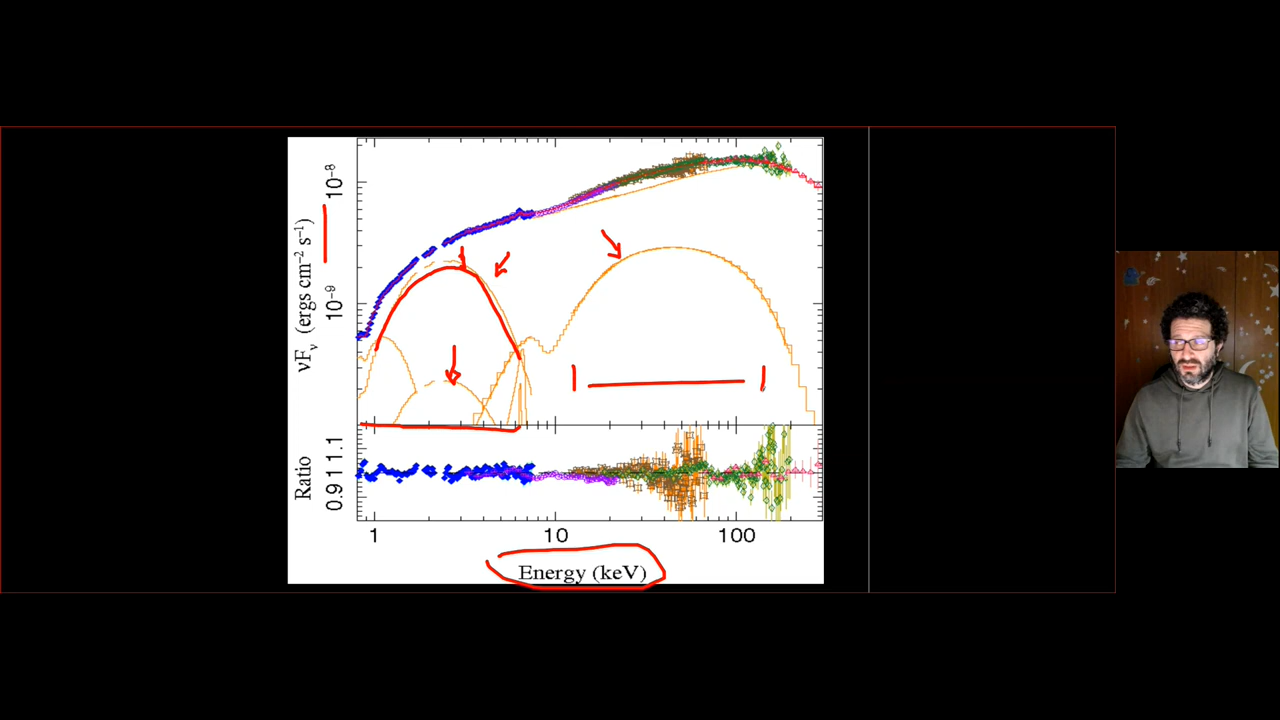 10⁻⁸
10⁻⁹
νFᵥ (ergs cm⁻² s⁻¹)
Ratio
0.9 1 1.1
1 10 100
Energy (keV)